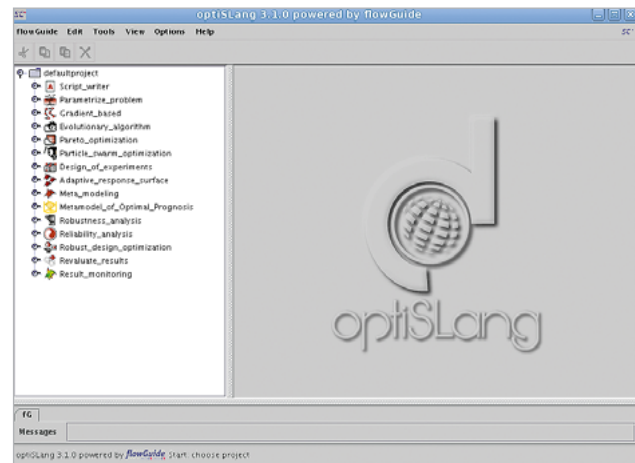 optiSLang 3.1.0 powered by flowGuide
flowGuide Edit Tools View Options Help
defaultproject
Script_writer
Parametrize_problem
Gradient_based
Evolutionary_algorithm
Pareto_optimization
Particle_swarm_optimization
Design_of_experiments
Adaptive_response_surface
Meta_modeling
Metamodel_of_Optimal_Prognosis
Robustness_analysis
Reliability_analysis
Robust_design_optimization
Revaluate_results
Result_monitoring
optiSLang
fG
Messages
optiSLang 3.1.0 powered by flowGuide Start: choose project